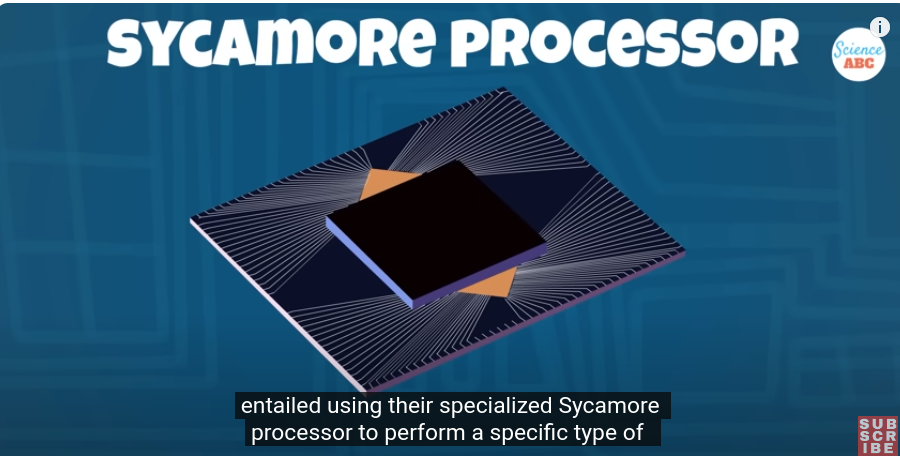 SYCAMORE PROCESSOR
i
Science
ABC
entailed using their specialized Sycamore
processor to perform a specific type of
SUB
SCR
IBE